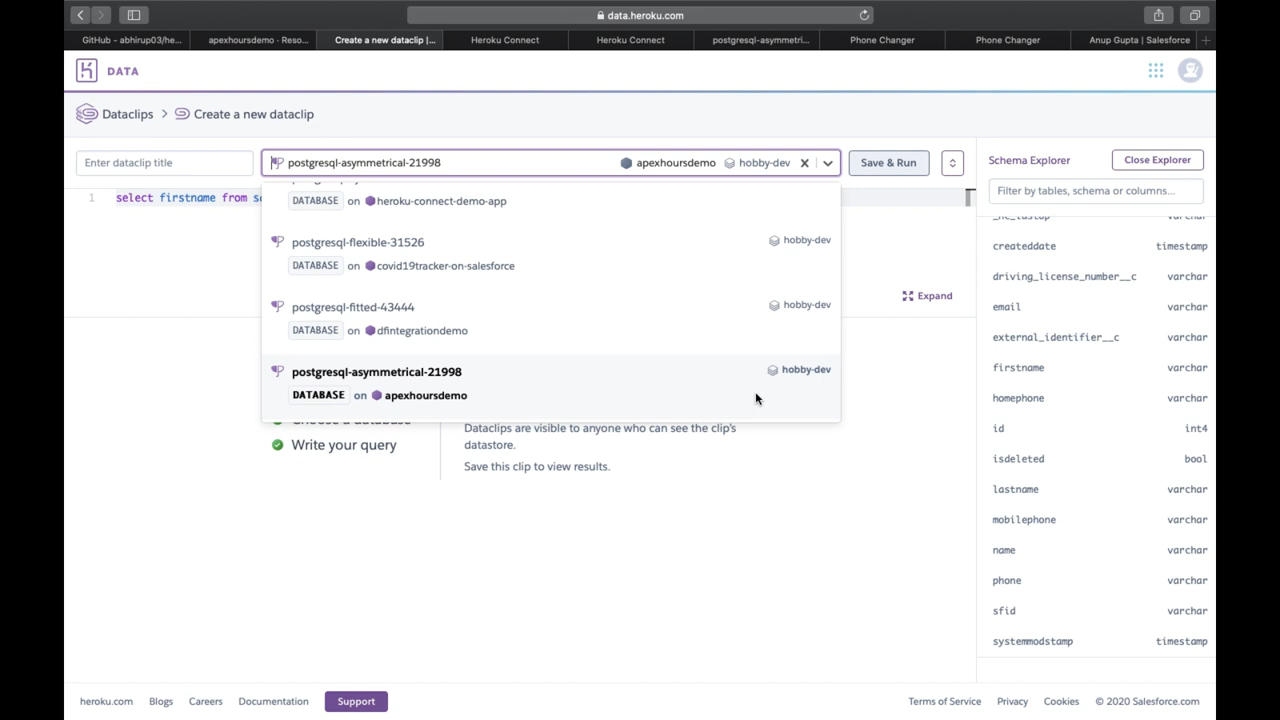 data.heroku.com
GitHub - abhirup03/he...
apexhoursdemo · Reso...
Create a new dataclip |...
Heroku Connect
Heroku Connect
postgresql-asymmetri...
Phone Changer
Phone Changer
Anup Gupta | Salesforce
DATA
Dataclips > Create a new dataclip
Enter dataclip title
postgresql-asymmetrical-21998
apexhoursdemo
hobby-dev
Save & Run
Schema Explorer
Close Explorer
Filter by tables, schema or columns...
1 select firstname from
DATABASE on heroku-connect-demo-app
postgresql-flexible-31526 hobby-dev
DATABASE on covid19tracker-on-salesforce
postgresql-fitted-43444 hobby-dev
DATABASE on dfintegrationdemo
postgresql-asymmetrical-21998 hobby-dev
DATABASE on apexhoursdemo
Expand
Write your query
Dataclips are visible to anyone who can see the clip's
datastore.
Save this clip to view results.
createddate timestamp
driving_license_number__c varchar
email varchar
external_identifier__c varchar
firstname varchar
homephone varchar
id int4
isdeleted bool
lastname varchar
mobilephone varchar
name varchar
phone varchar
sfid varchar
systemmodstamp timestamp
heroku.com
Blogs
Careers
Documentation
Support
Terms of Service
Privacy
Cookies
© 2020 Salesforce.com